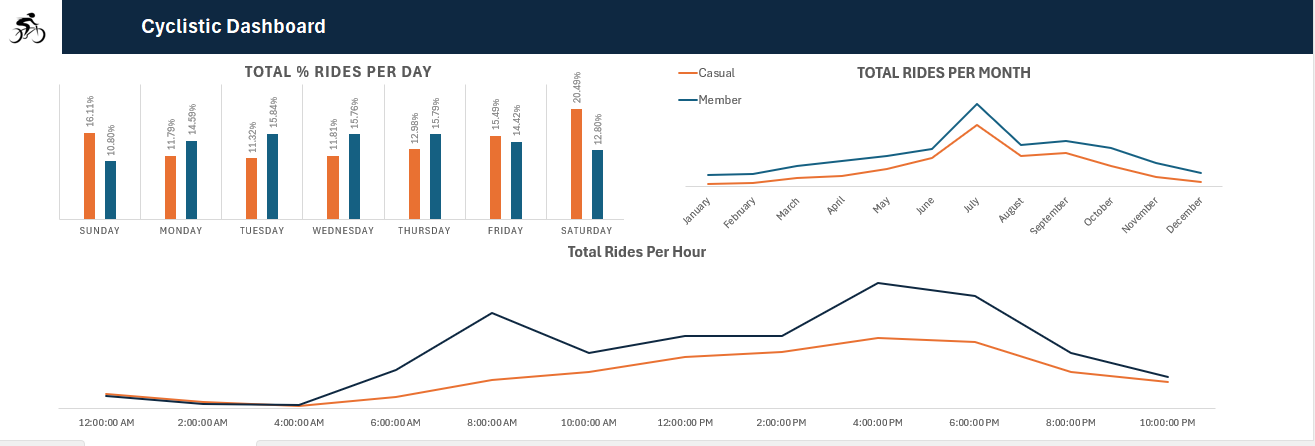 Cyclistic Dashboard
TOTAL % RIDES PER DAY
16.11%
10.80%
11.79%
14.59%
11.32%
15.84%
11.81%
15.76%
12.98%
15.79%
15.49%
14.42%
20.49%
12.80%
SUNDAY
MONDAY
TUESDAY
WEDNESDAY
THURSDAY
FRIDAY
SATURDAY
Casual
Member
TOTAL RIDES PER MONTH
January
February
March
April
May
June
July
August
September
October
November
December
Total Rides Per Hour
12:00:00 AM
2:00:00 AM
4:00:00 AM
6:00:00 AM
8:00:00 AM
10:00:00 AM
12:00:00 PM
2:00:00 PM
4:00:00 PM
6:00:00 PM
8:00:00 PM
10:00:00 PM